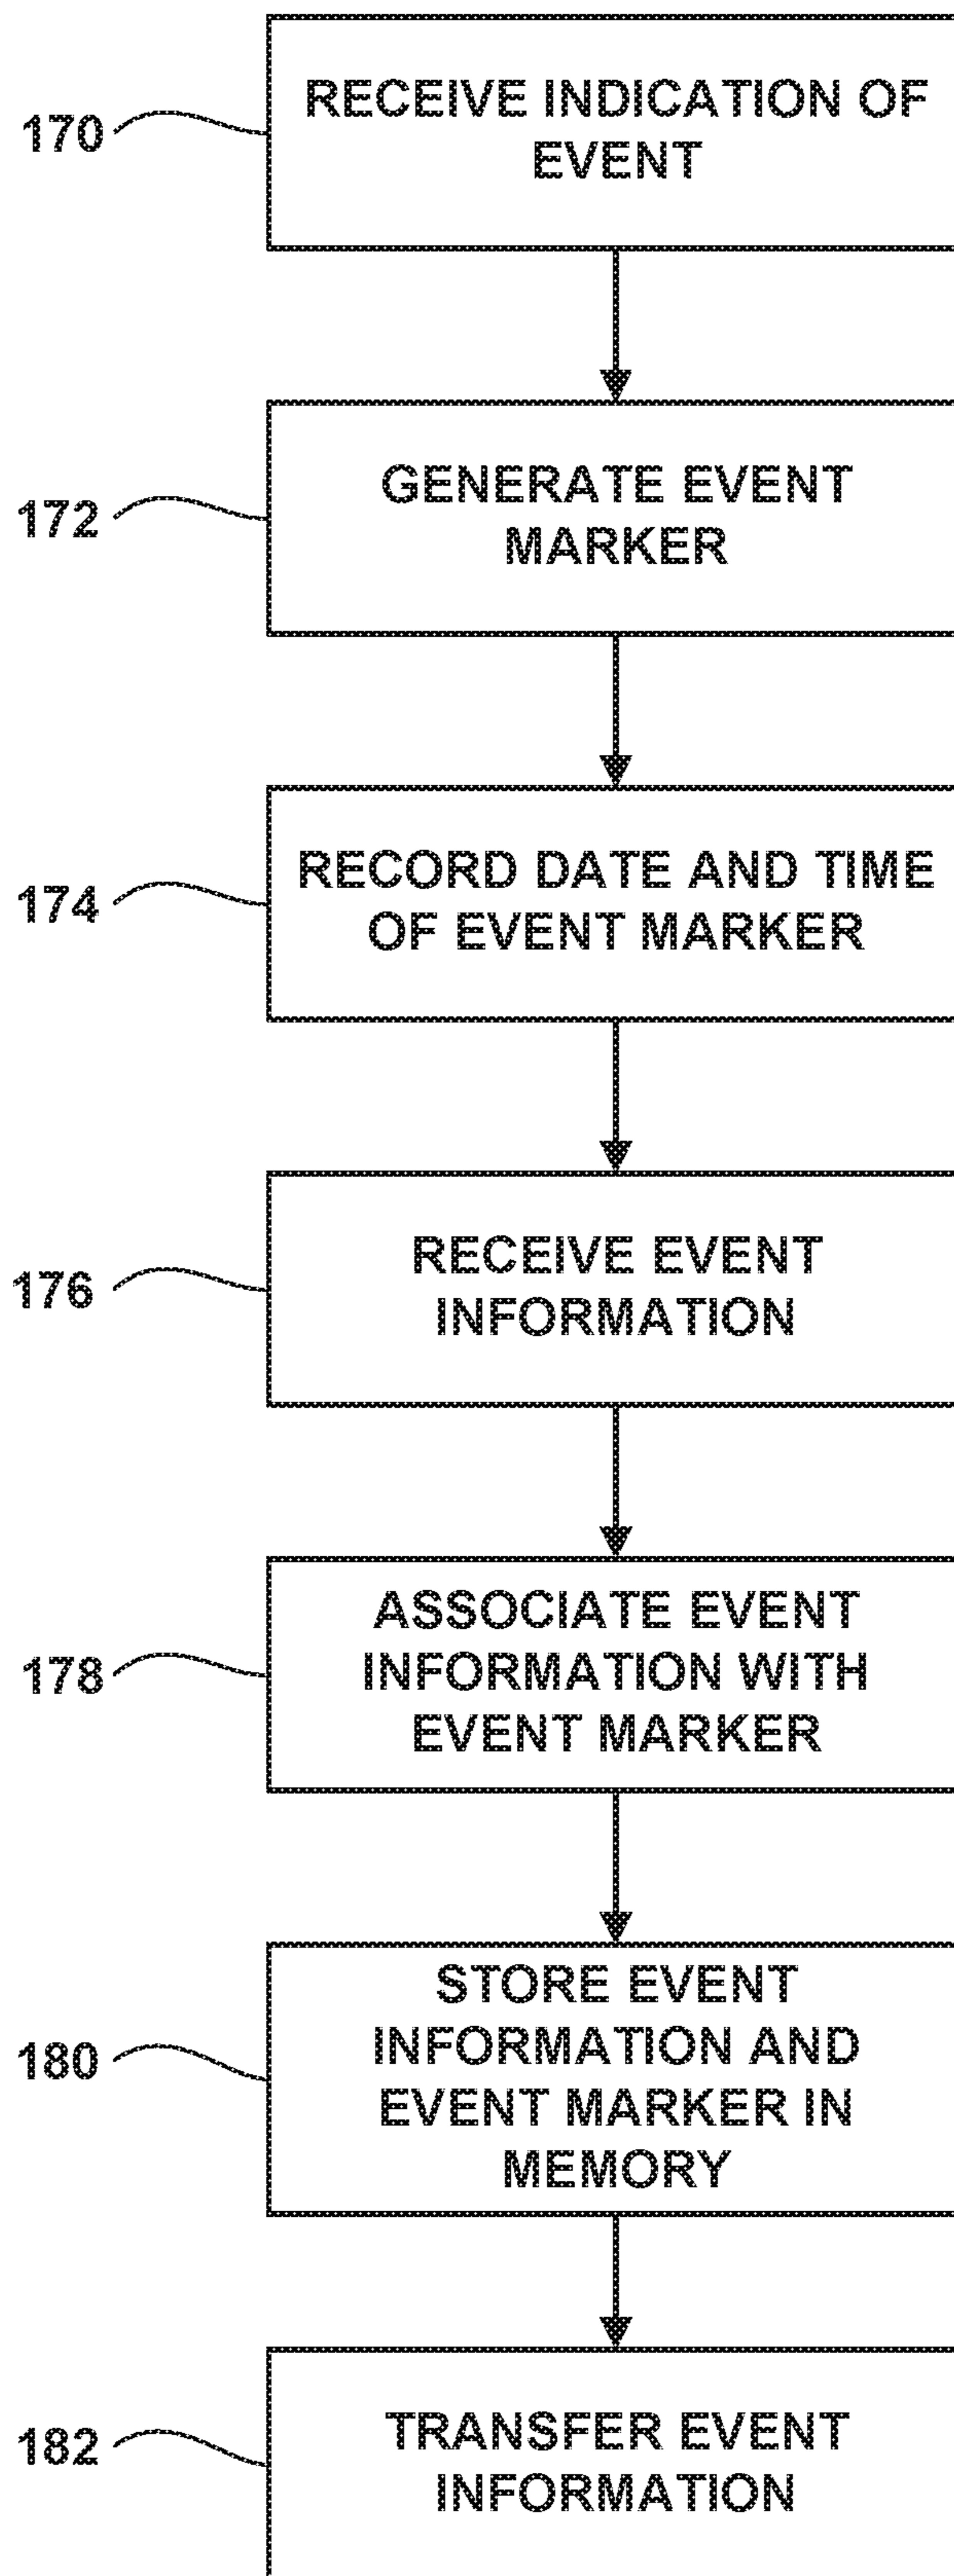 170
RECEIVE INDICATION OF
EVENT
172
GENERATE EVENT
MARKER
174
RECORD DATE AND TIME
OF EVENT MARKER
176
RECEIVE EVENT
INFORMATION
178
ASSOCIATE EVENT
INFORMATION WITH
EVENT MARKER
180
STORE EVENT
INFORMATION AND
EVENT MARKER IN
MEMORY
182
TRANSFER EVENT
INFORMATION